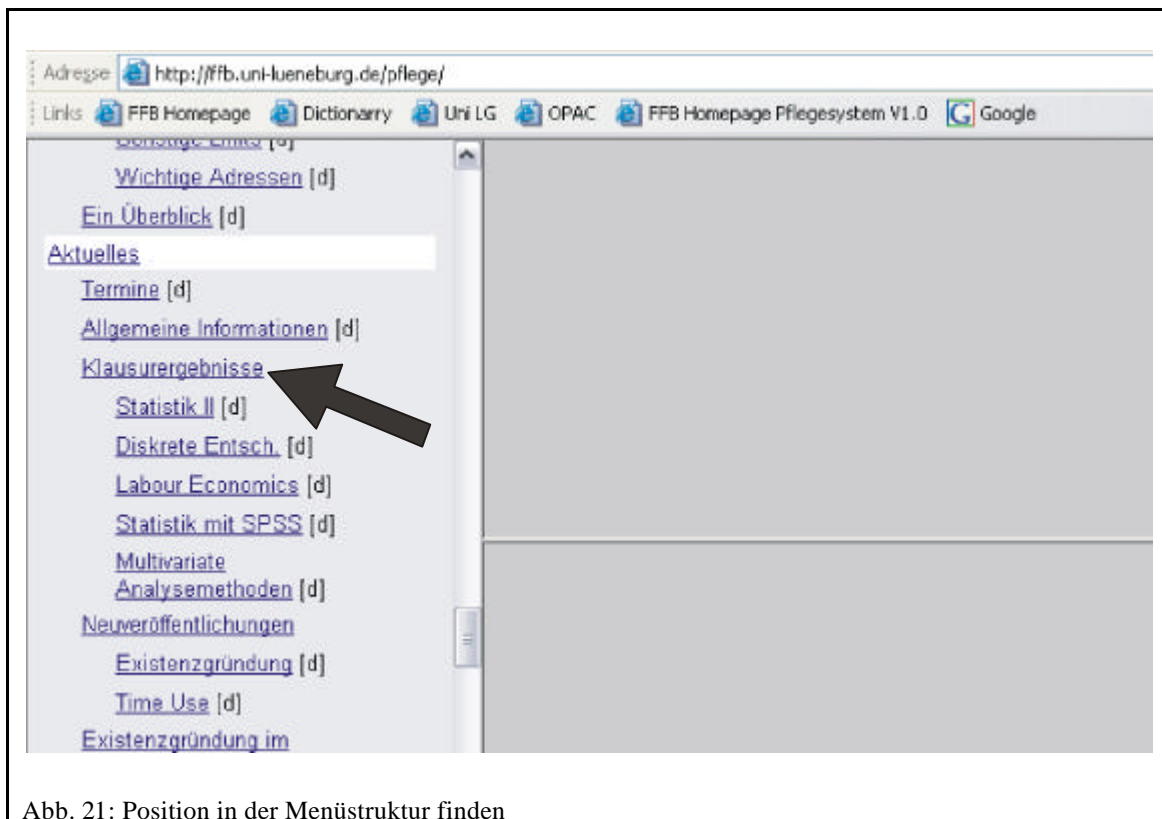 Adresse http://ffb.uni-lueneburg.de/pflege/
Links FFB Homepage Dictionarry Uni LG OPAC FFB Homepage Pflegesystem V1.0 Google
Sonstige Links [d]
Wichtige Adressen [d]
Ein Überblick [d]
Aktuelles
Termine [d]
Allgemeine Informationen [d]
Klausurergebnisse
Statistik II [d]
Diskrete Entsch. [d]
Labour Economics [d]
Statistik mit SPSS [d]
Multivariate
Analysemethoden [d]
Neuveröffentlichungen
Existenzgründung [d]
Time Use [d]
Existenzgründung im
Abb. 21: Position in der Menüstruktur finden